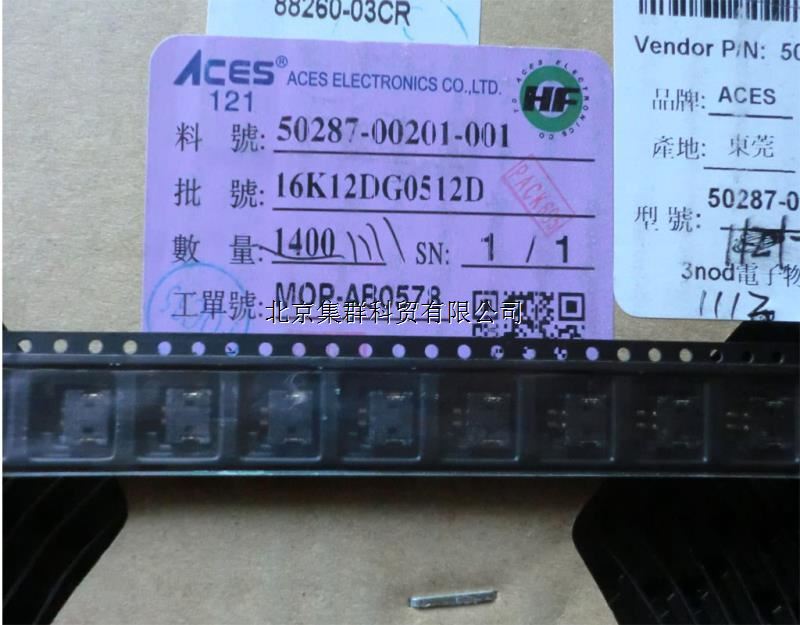 88260-03CR
ACES® ACES ELECTRONICS CO.,LTD.
121
HF
料 號: 50287-00201-001
批 號: 16K12DG0512D
PACK
數 量: 1400 SN: 1 / 1
工單號: MOP-AB0578
北京集群科贸有限公司
Vendor P/N: 50
品牌: ACES
產地: 東莞
型號: 50287-0
3nod電子物